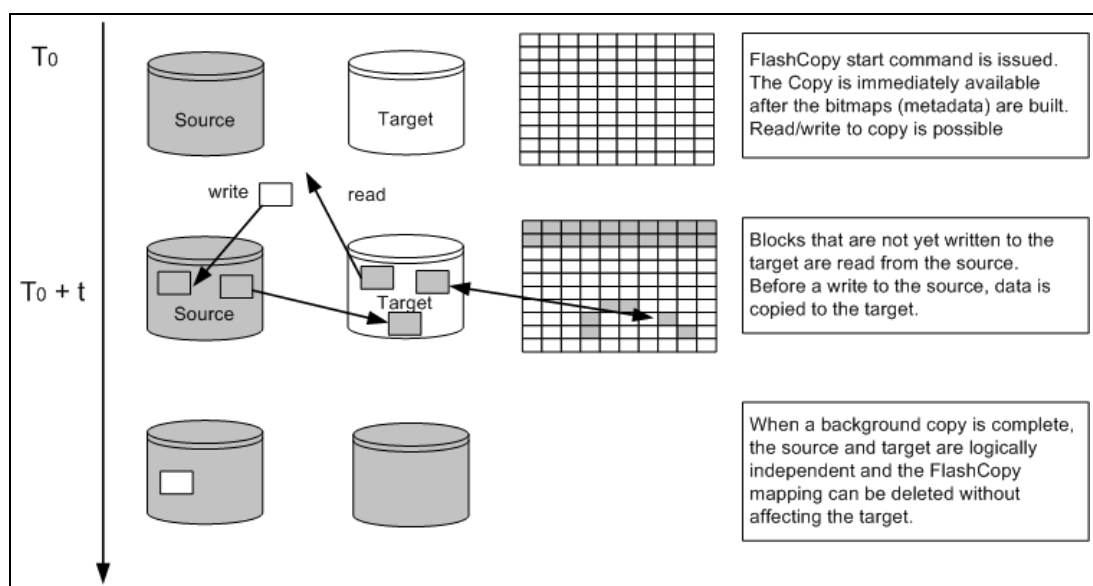 T0
Source
Target
FlashCopy start command is issued.
The Copy is immediately available
after the bitmaps (metadata) are built.
Read/write to copy is possible
write
read
T0 + t
Source
Target
Blocks that are not yet written to the
target are read from the source.
Before a write to the source, data is
copied to the target.
When a background copy is complete,
the source and target are logically
independent and the FlashCopy
mapping can be deleted without
affecting the target.